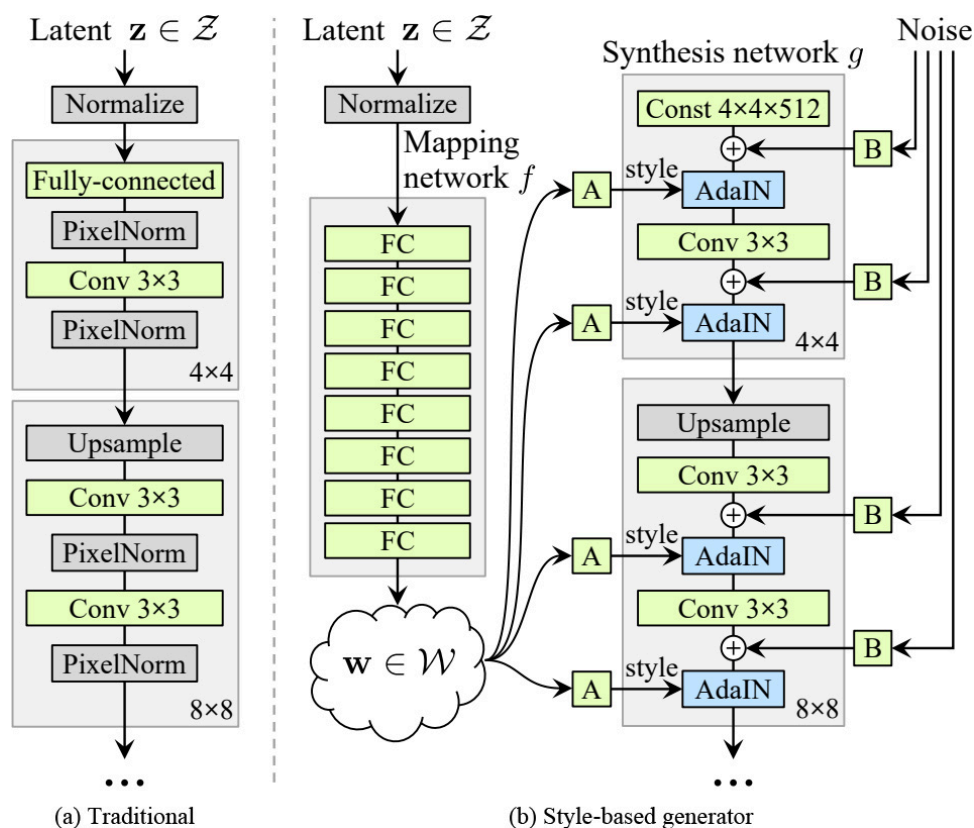 Latent z ∈ 𝒵
Normalize
Fully-connected
PixelNorm
Conv 3×3
PixelNorm
4×4
Upsample
Conv 3×3
PixelNorm
Conv 3×3
PixelNorm
8×8
...
(a) Traditional
Latent z ∈ 𝒵
Normalize
Mapping
network f
FC
FC
FC
FC
FC
FC
FC
FC
w ∈ 𝒲
Noise
Synthesis network g
Const 4×4×512
+
B
A
style
AdaIN
Conv 3×3
+
B
A
style
AdaIN
4×4
Upsample
Conv 3×3
+
B
A
style
AdaIN
Conv 3×3
+
B
A
style
AdaIN
8×8
...
(b) Style-based generator